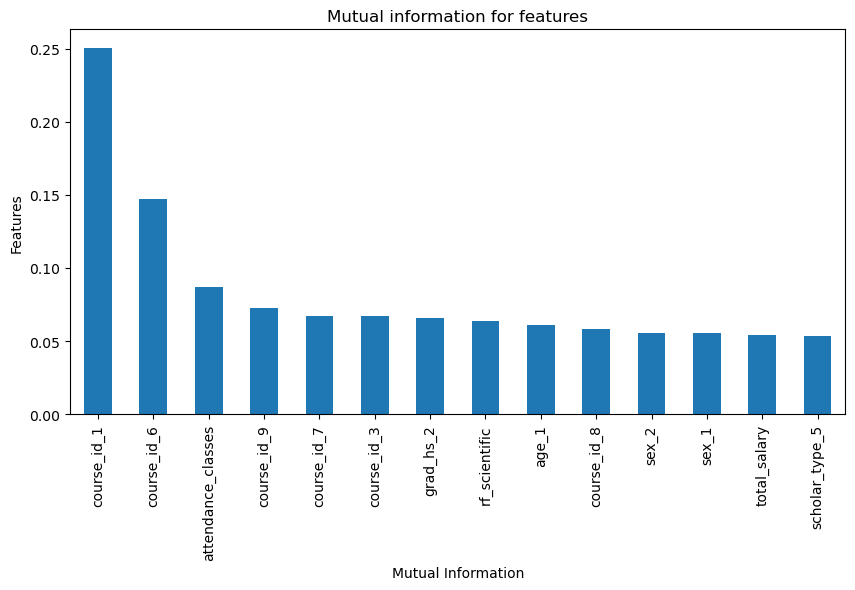 Mutual information for features
Features
0.25
0.20
0.15
0.10
0.05
0.00
course_id_1
course_id_6
attendance_classes
course_id_9
course_id_7
course_id_3
grad_hs_2
rf_scientific
age_1
course_id_8
sex_2
sex_1
total_salary
scholar_type_5
Mutual Information